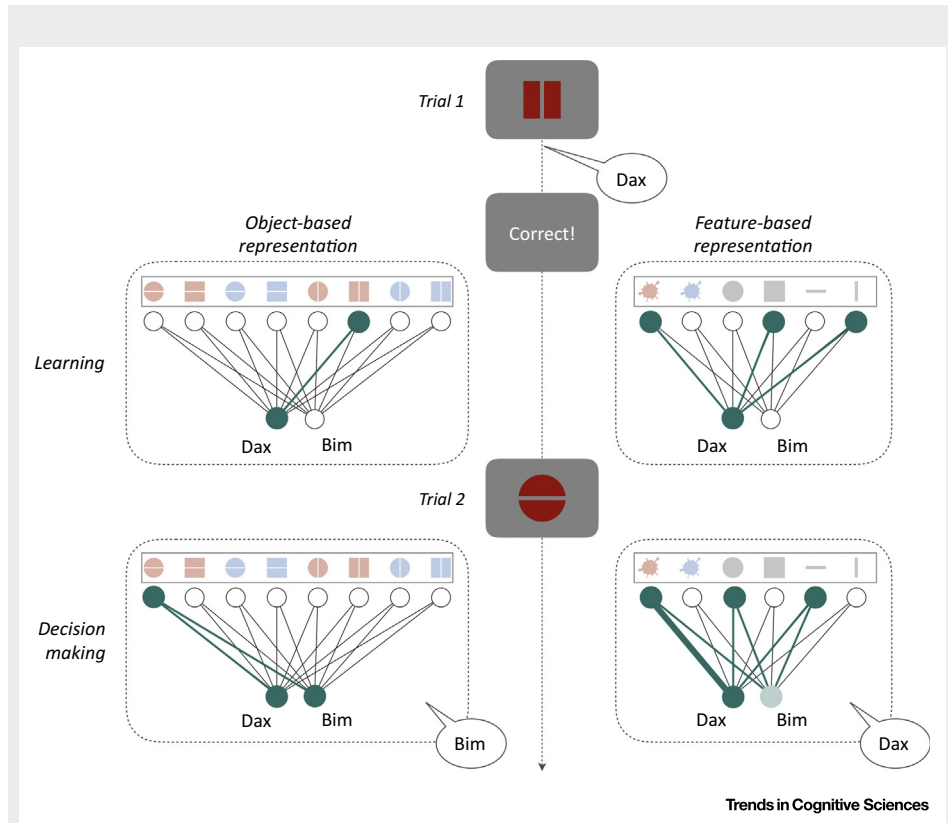 Trial 1
Dax
Correct!
Object-based
representation
Feature-based
representation
Learning
Dax
Bim
Dax
Bim
Trial 2
Decision
making
Dax
Bim
Bim
Dax
Bim
Dax
Trends in Cognitive Sciences